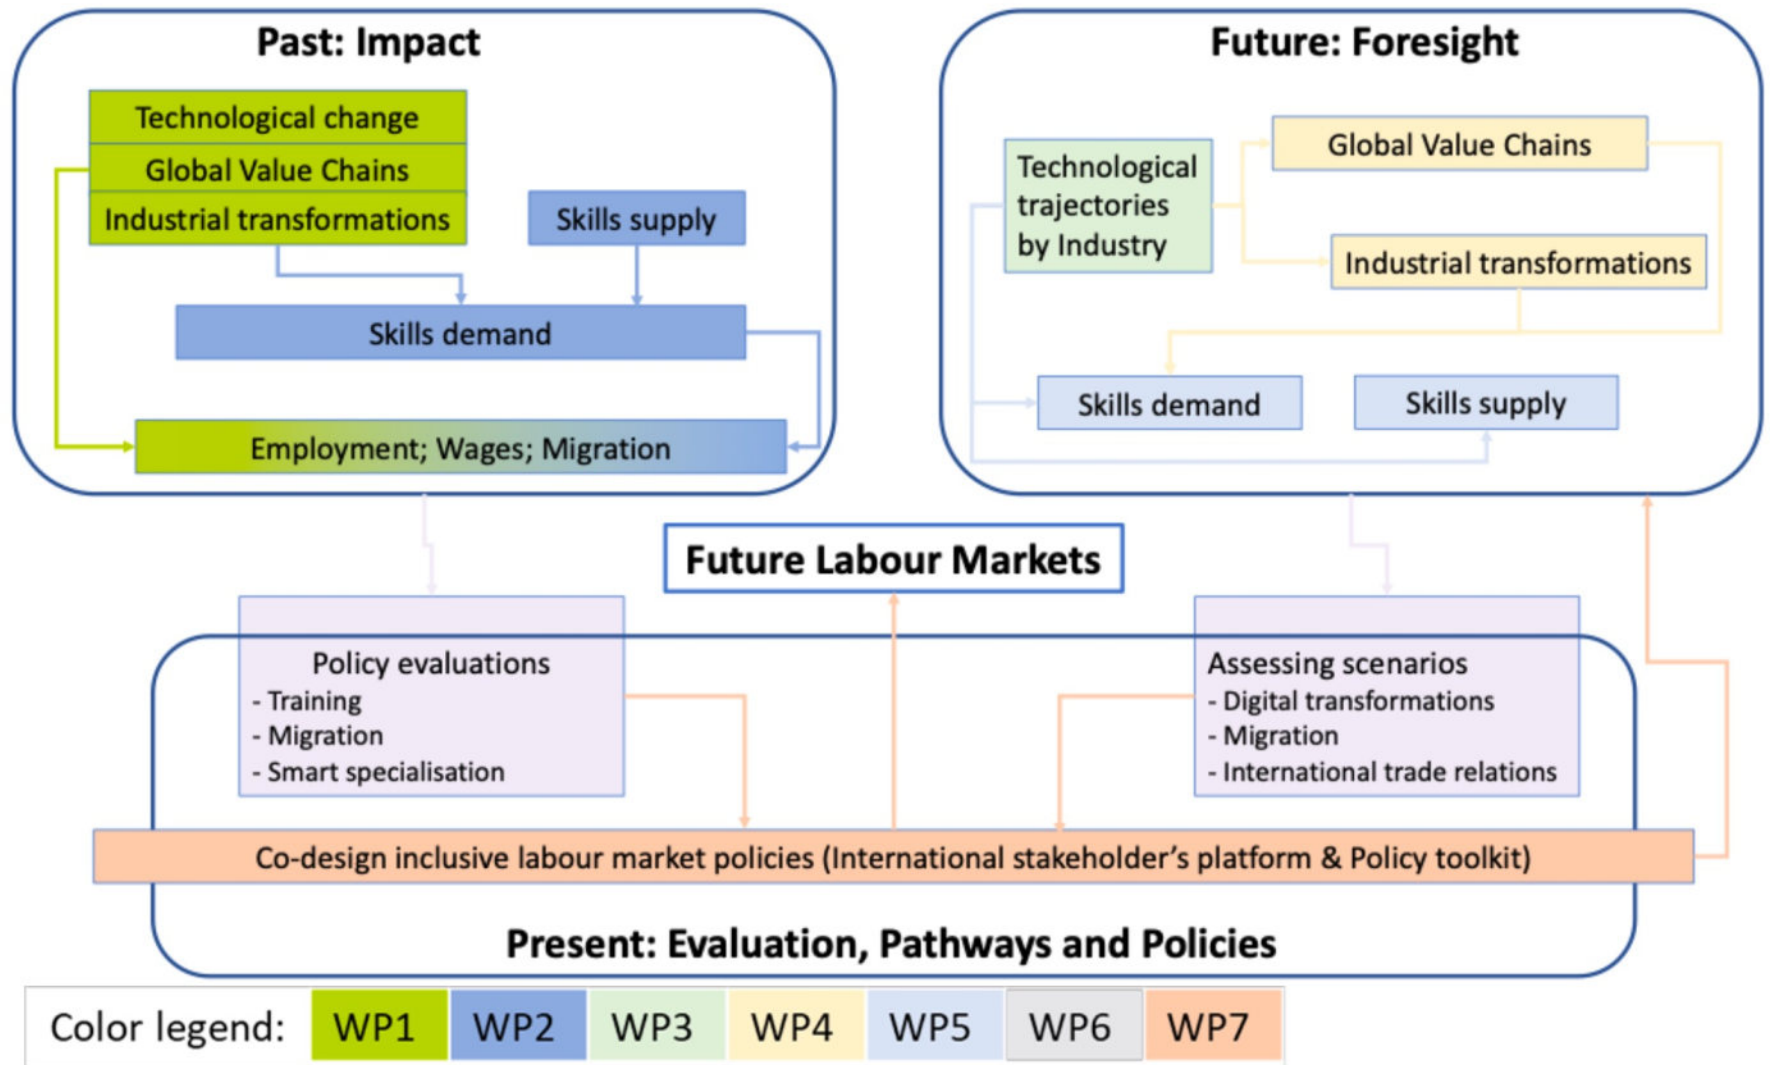 Past: Impact
Technological change
Global Value Chains
Industrial transformations
Skills supply
Skills demand
Employment; Wages; Migration
Future: Foresight
Technological
trajectories
by Industry
Global Value Chains
Industrial transformations
Skills demand
Skills supply
Future Labour Markets
Policy evaluations
- Training
- Migration
- Smart specialisation
Assessing scenarios
- Digital transformations
- Migration
- International trade relations
Co-design inclusive labour market policies (International stakeholder’s platform & Policy toolkit)
Present: Evaluation, Pathways and Policies
Color legend: WP1 WP2 WP3 WP4 WP5 WP6 WP7